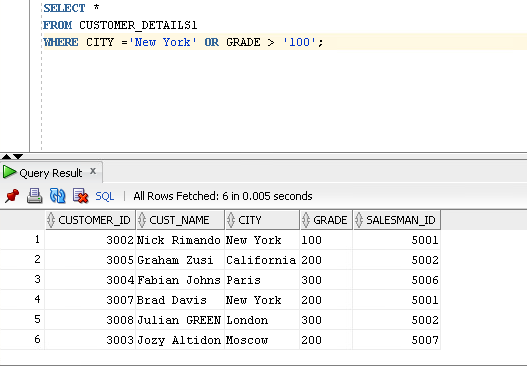 SELECT *
FROM CUSTOMER_DETAILS1
WHERE CITY ='New York' OR GRADE > '100';
Query Result x
SQL | All Rows Fetched: 6 in 0.005 seconds
CUSTOMER_ID CUST_NAME CITY GRADE SALESMAN_ID
1 3002 Nick Rimando New York 100 5001
2 3005 Graham Zusi California 200 5002
3 3004 Fabian Johns Paris 300 5006
4 3007 Brad Davis New York 200 5001
5 3008 Julian GREEN London 300 5002
6 3003 Jozy Altidon Moscow 200 5007